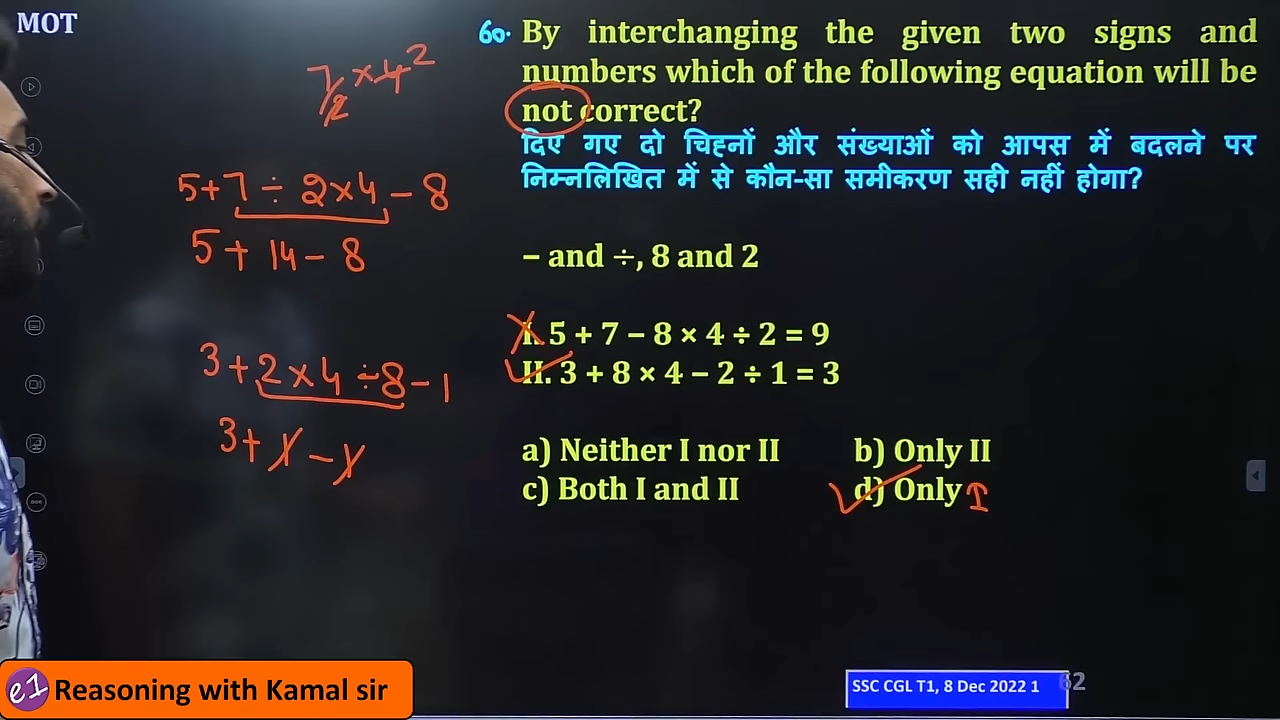 MOT
60. By interchanging the given two signs and
numbers which of the following equation will be
not correct?
दिए गए दो चिह्नों और संख्याओं को आपस में बदलने पर
निम्नलिखित में से कौन-सा समीकरण सही नहीं होगा?
– and ÷, 8 and 2
I. 5 + 7 – 8 × 4 ÷ 2 = 9
II. 3 + 8 × 4 – 2 ÷ 1 = 3
a) Neither I nor II b) Only II
c) Both I and II d) Only I
7/2 × 4 2
5 + 7 ÷ 2 × 4 – 8
5 + 14 – 8
3 + 2 × 4 ÷ 8 – 1
3 + 1 – 1
e1 Reasoning with Kamal sir
SSC CGL T1, 8 Dec 2022 1 62